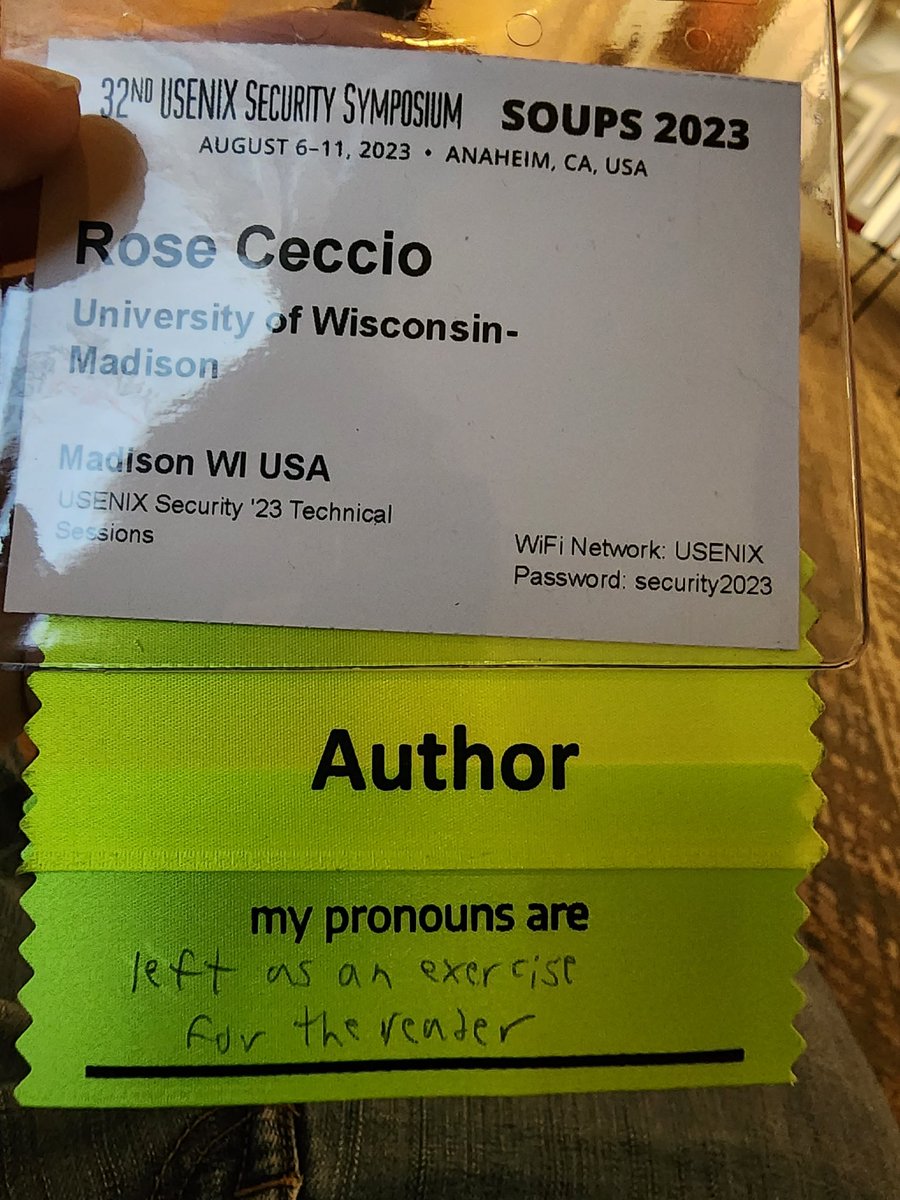 32ND USENIX SECURITY SYMPOSIUM SOUPS 2023
AUGUST 6–11, 2023 • ANAHEIM, CA, USA
Rose Ceccio
University of Wisconsin-
Madison
Madison WI USA
USENIX Security '23 Technical
Sessions
WiFi Network: USENIX
Password: security2023
Author
my pronouns are
left as an exercise
for the reader